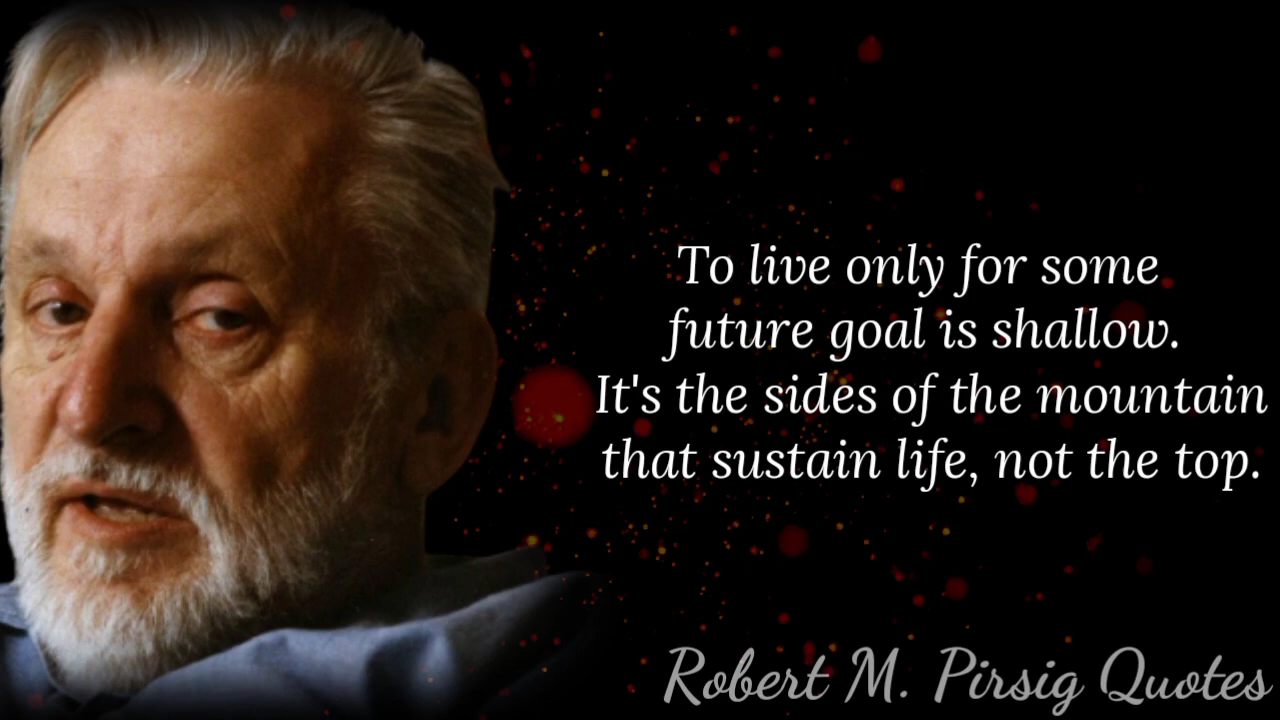 To live only for some
future goal is shallow.
It's the sides of the mountain
that sustain life, not the top.
Robert M. Pirsig Quotes